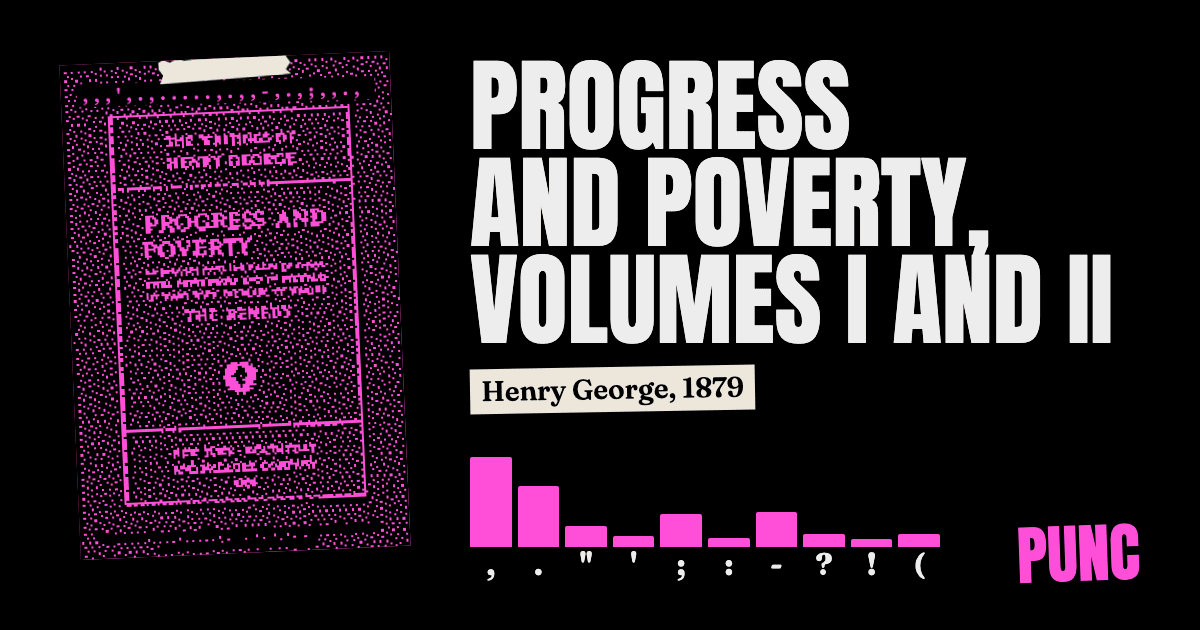 THE WRITINGS OF
HENRY GEORGE
PROGRESS AND
POVERTY
THE REMEDY
PROGRESS
AND POVERTY,
VOLUMES I AND II
Henry George, 1879
, . " ' ; : - ? ! (
PUNC